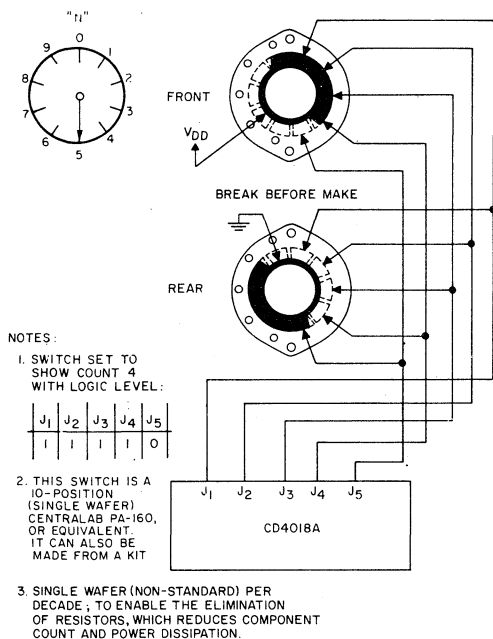 "N"
0
9 1
8 2
7 3
6 4
5
FRONT
VDD
BREAK BEFORE MAKE
REAR
NOTES:
1. SWITCH SET TO
SHOW COUNT 4
WITH LOGIC LEVEL:
J1 J2 J3 J4 J5
1 1 1 1 0
2. THIS SWITCH IS A
10-POSITION
(SINGLE WAFER)
CENTRALAB PA-160,
OR EQUIVALENT.
IT CAN ALSO BE
MADE FROM A KIT
J1 J2 J3 J4 J5
CD4018A
3. SINGLE WAFER (NON-STANDARD) PER
DECADE; TO ENABLE THE ELIMINATION
OF RESISTORS, WHICH REDUCES COMPONENT
COUNT AND POWER DISSIPATION.